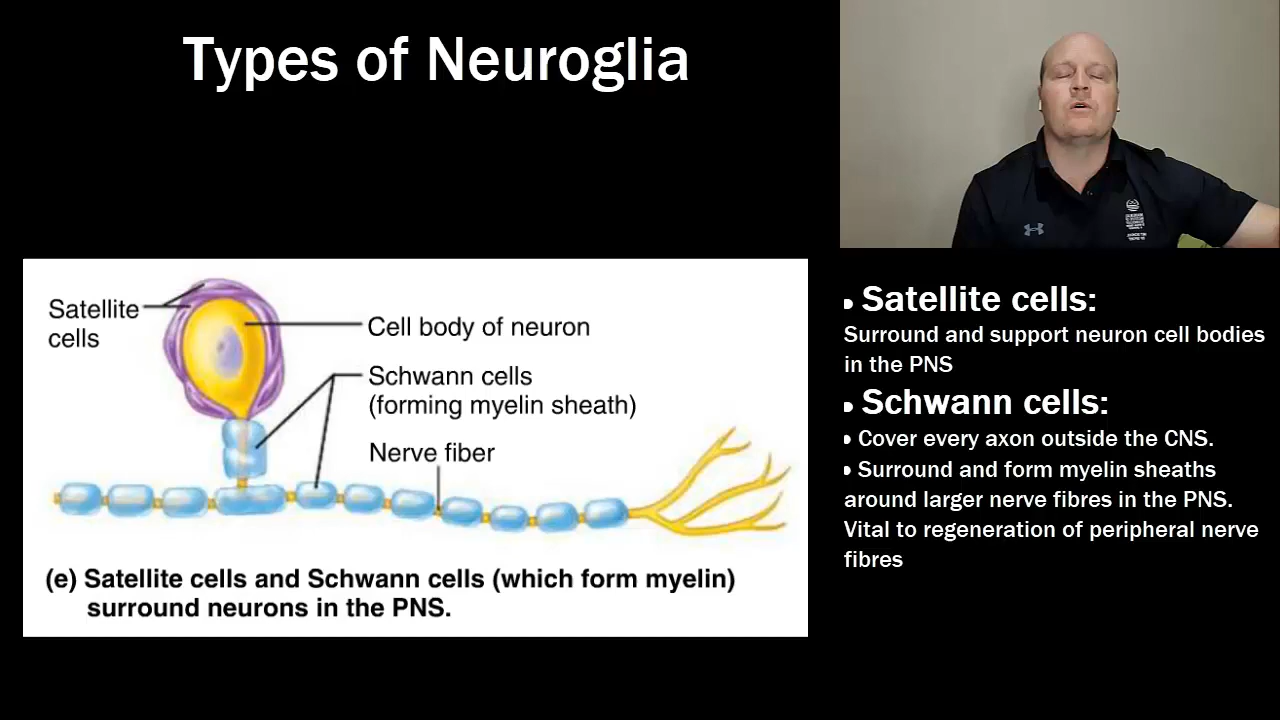 Types of Neuroglia
Satellite
cells
Cell body of neuron
Schwann cells
(forming myelin sheath)
Nerve fiber
(e) Satellite cells and Schwann cells (which form myelin)
surround neurons in the PNS.
• Satellite cells:
Surround and support neuron cell bodies
in the PNS
• Schwann cells:
• Cover every axon outside the CNS.
• Surround and form myelin sheaths
around larger nerve fibres in the PNS.
Vital to regeneration of peripheral nerve
fibres